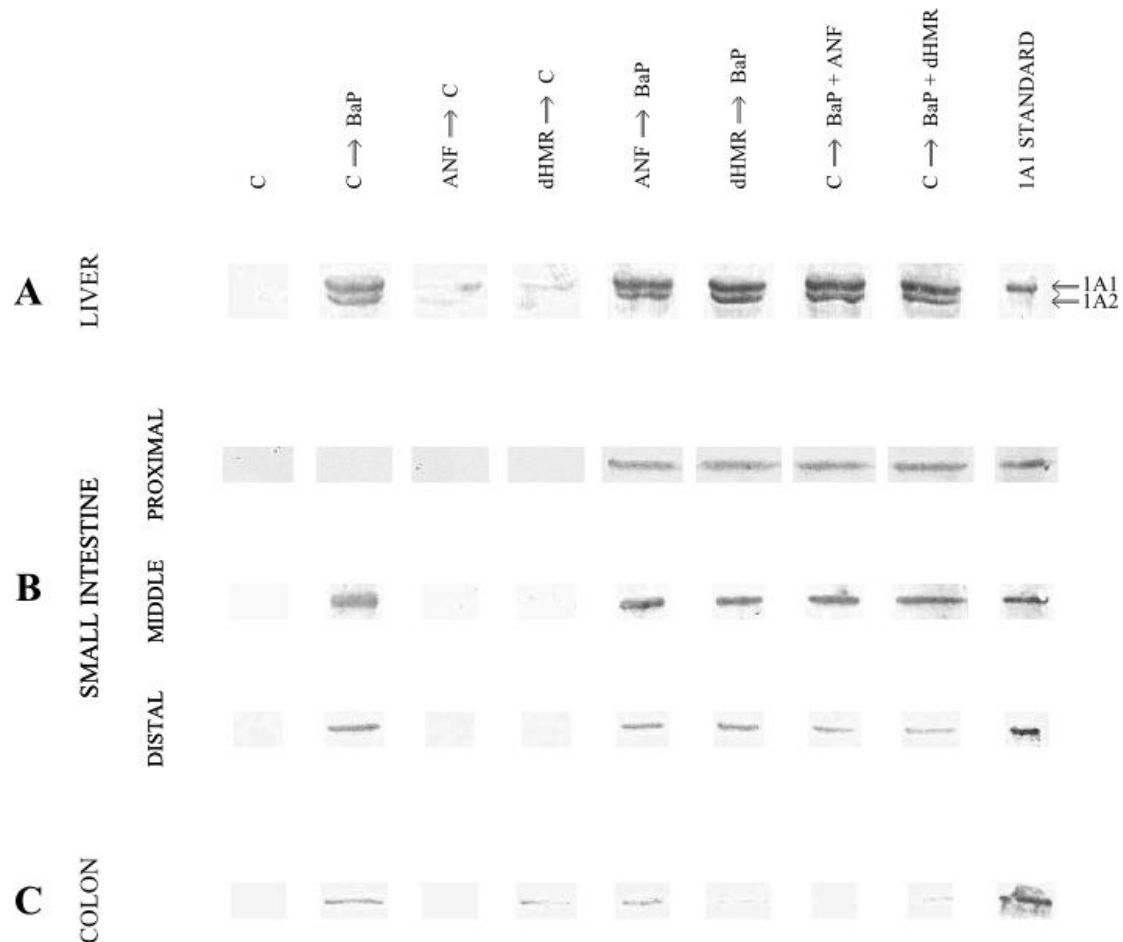 C
C ⟹ BaP
ANF ⟹ C
dHMR ⟹ C
ANF ⟹ BaP
dHMR ⟹ BaP
C ⟹ BaP + ANF
C ⟹ BaP + dHMR
1A1 STANDARD
A
LIVER
⟸1A1
⟸1A2
B
SMALL INTESTINE
PROXIMAL
MIDDLE
DISTAL
C
COLON